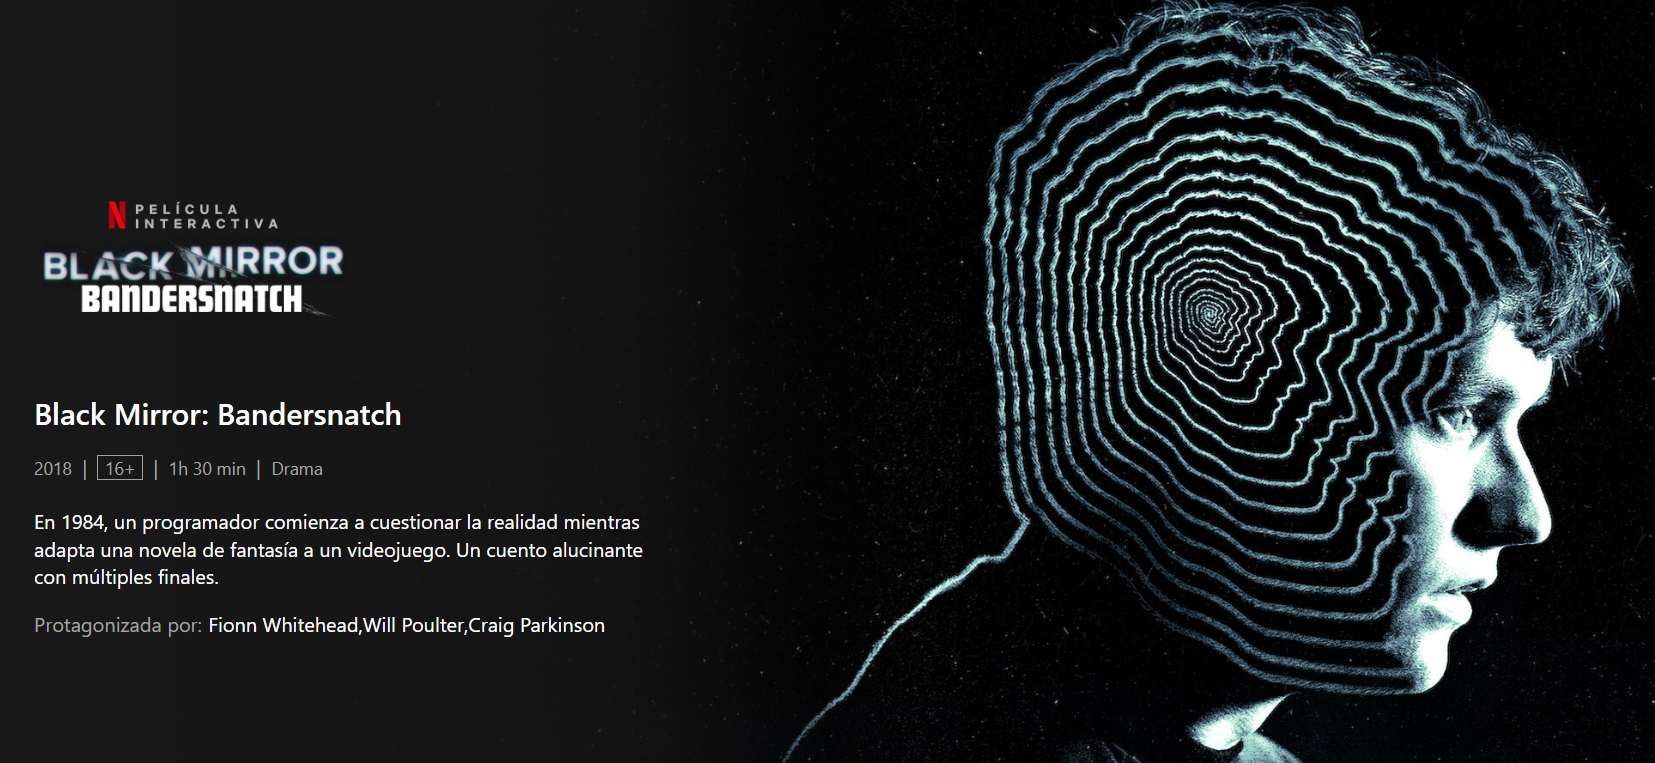 N PELÍCULA
INTERACTIVA
BLACK MIRROR
BANDERSNATCH
Black Mirror: Bandersnatch
2018 | 16+ | 1h 30 min | Drama
En 1984, un programador comienza a cuestionar la realidad mientras
adapta una novela de fantasía a un videojuego. Un cuento alucinante
con múltiples finales.
Protagonizada por: Fionn Whitehead,Will Poulter,Craig Parkinson